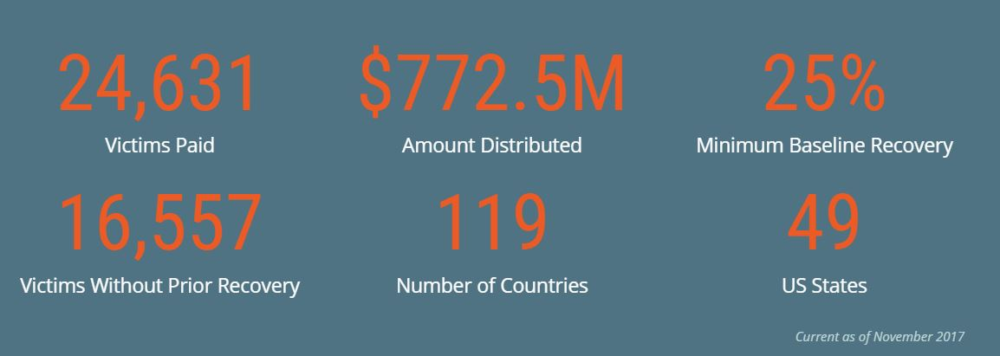 24,631
$772.5M
25%
Victims Paid
Amount Distributed
Minimum Baseline Recovery
16,557
119
49
Victims Without Prior Recovery
Number of Countries
US States
Current as of November 2017